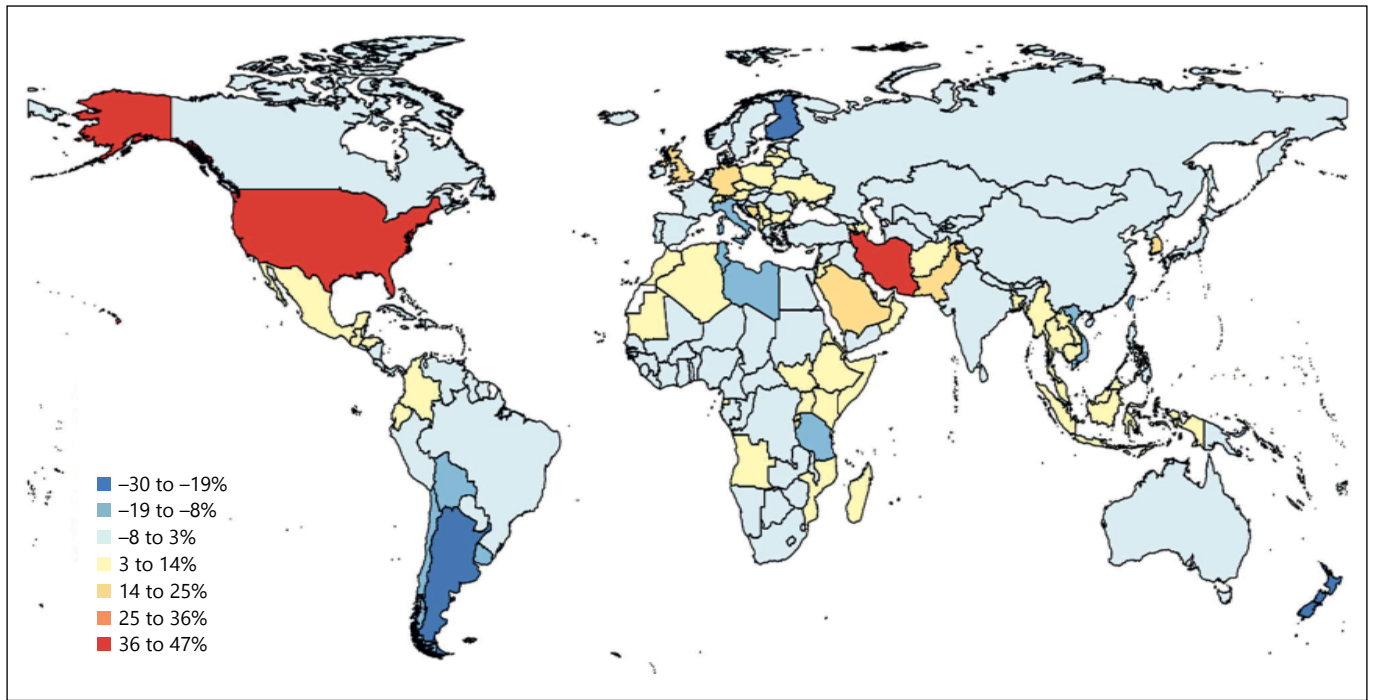 –30 to –19%
–19 to –8%
–8 to 3%
3 to 14%
14 to 25%
25 to 36%
36 to 47%